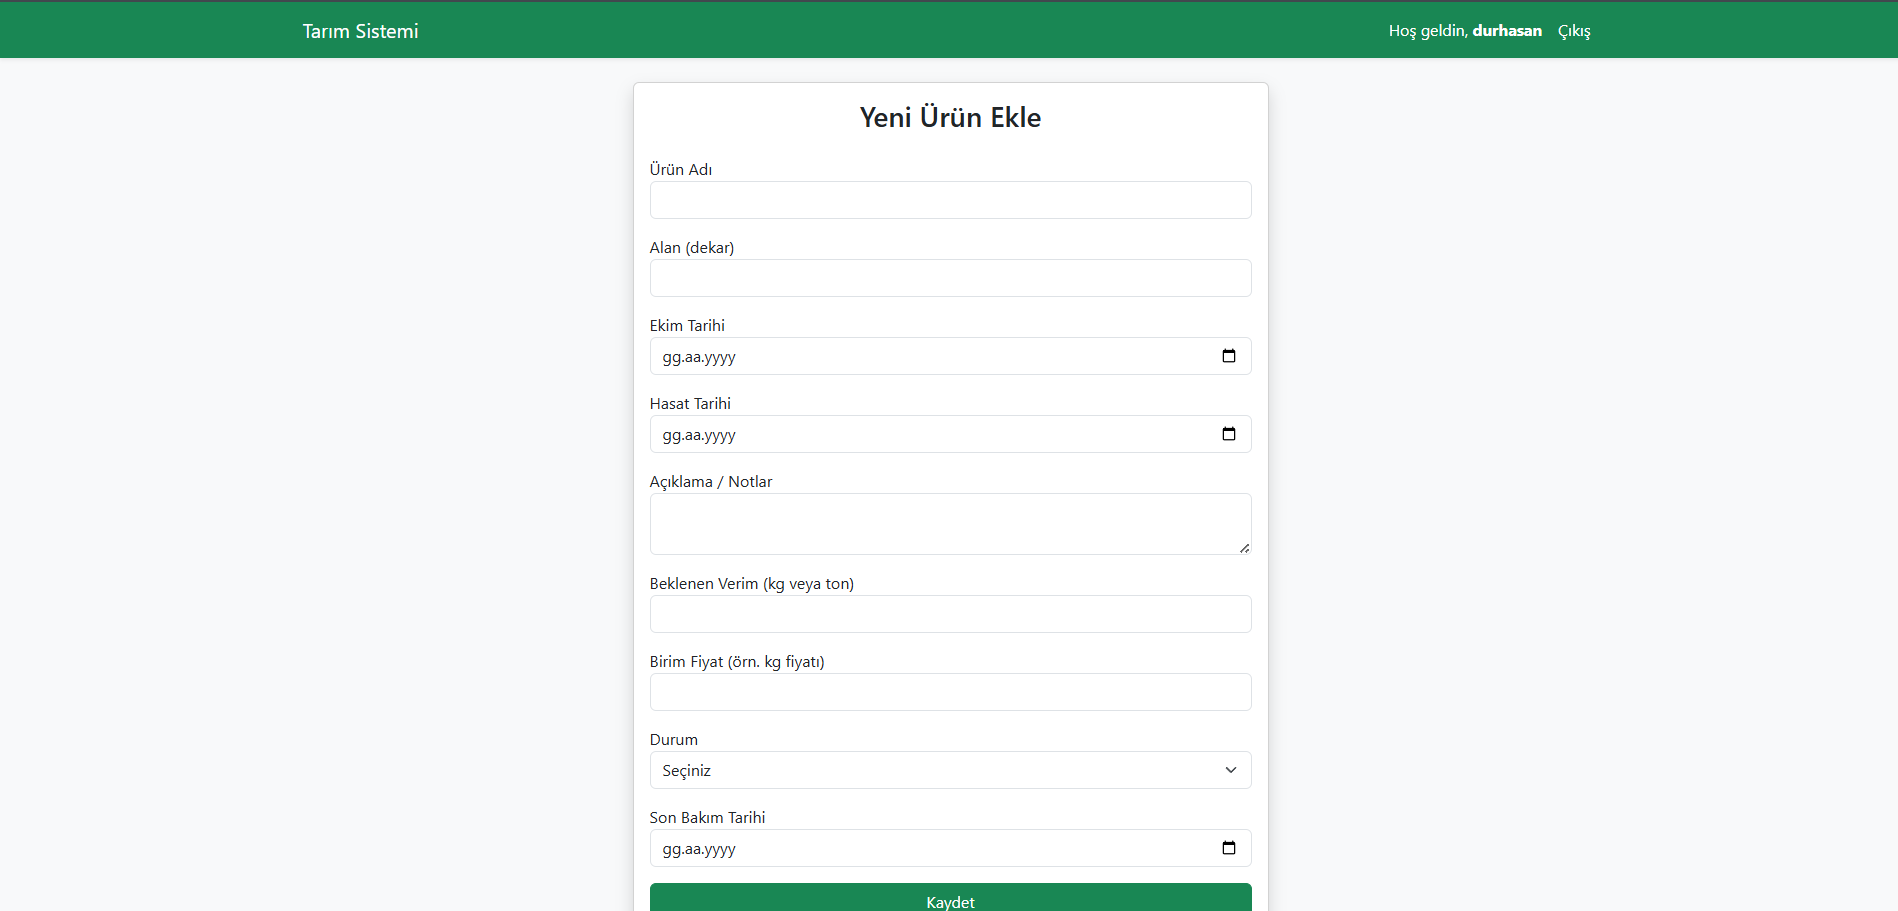 Tarım Sistemi
Hoş geldin, durhasan Çıkış
Yeni Ürün Ekle
Ürün Adı
Alan (dekar)
Ekim Tarihi
gg.aa.yyyy
Hasat Tarihi
gg.aa.yyyy
Açıklama / Notlar
Beklenen Verim (kg veya ton)
Birim Fiyat (örn. kg fiyatı)
Durum
Seçiniz
Son Bakım Tarihi
gg.aa.yyyy
Kaydet